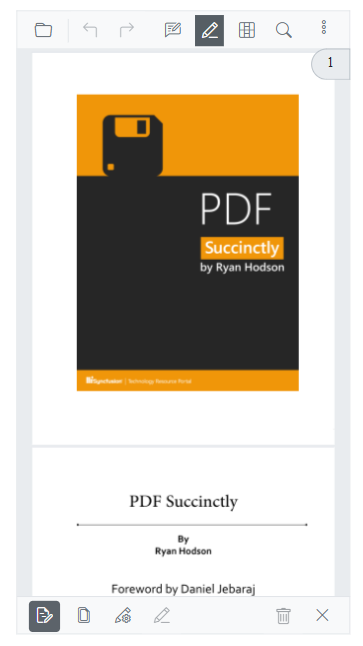 1
PDF
Succinctly
by Ryan Hodson
Syncfusion | Technology Resource Portal
PDF Succinctly
By
Ryan Hodson
Foreword by Daniel Jebaraj